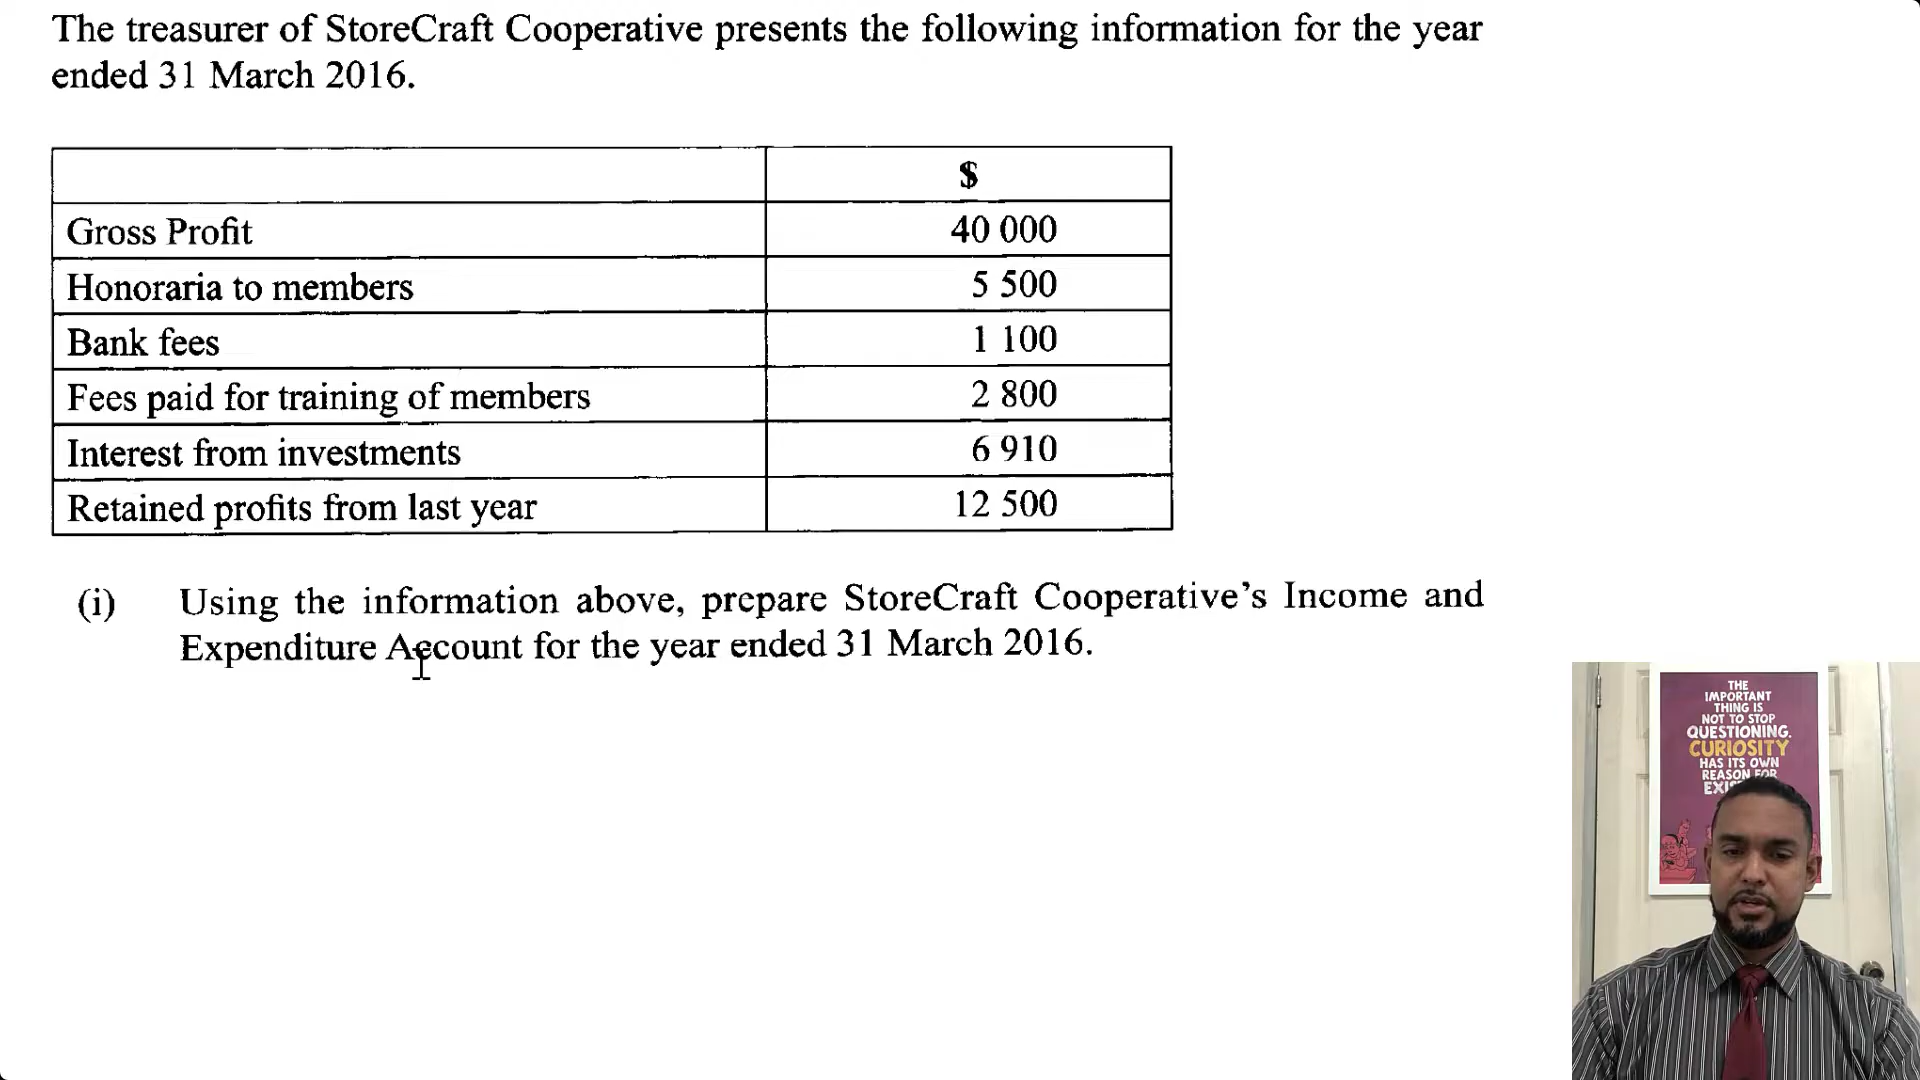 The treasurer of StoreCraft Cooperative presents the following information for the year
ended 31 March 2016.
$
Gross Profit 40 000
Honoraria to members 5 500
Bank fees 1 100
Fees paid for training of members 2 800
Interest from investments 6 910
Retained profits from last year 12 500
(i) Using the information above, prepare StoreCraft Cooperative's Income and
Expenditure Account for the year ended 31 March 2016.
THE
IMPORTANT
THING IS
NOT TO STOP
QUESTIONING.
CURIOSITY
HAS ITS OWN
REASON FOR